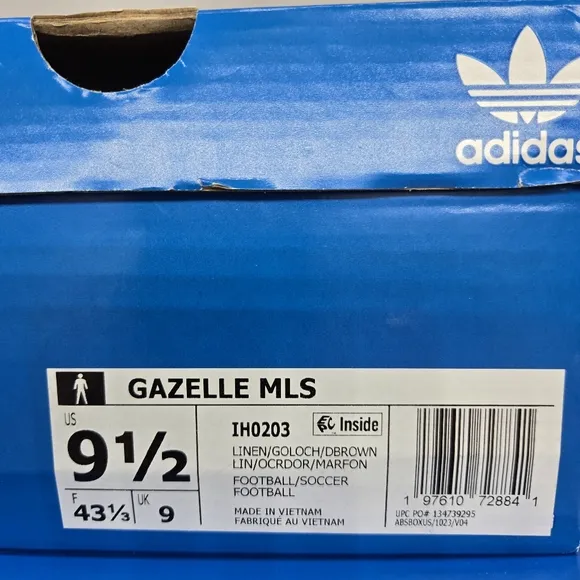 adidas
GAZELLE MLS
US
9½
F
43⅓
UK
9
IH0203
Inside
LINEN/GOLOCH/DBROWN
LIN/OCRDOR/MARFON
FOOTBALL/SOCCER
FOOTBALL
MADE IN VIETNAM
FABRIQUÉ AU VIETNAM
1 97610 72884 1
UPC PO# 134739295
ABSBOXUS/1023/V04